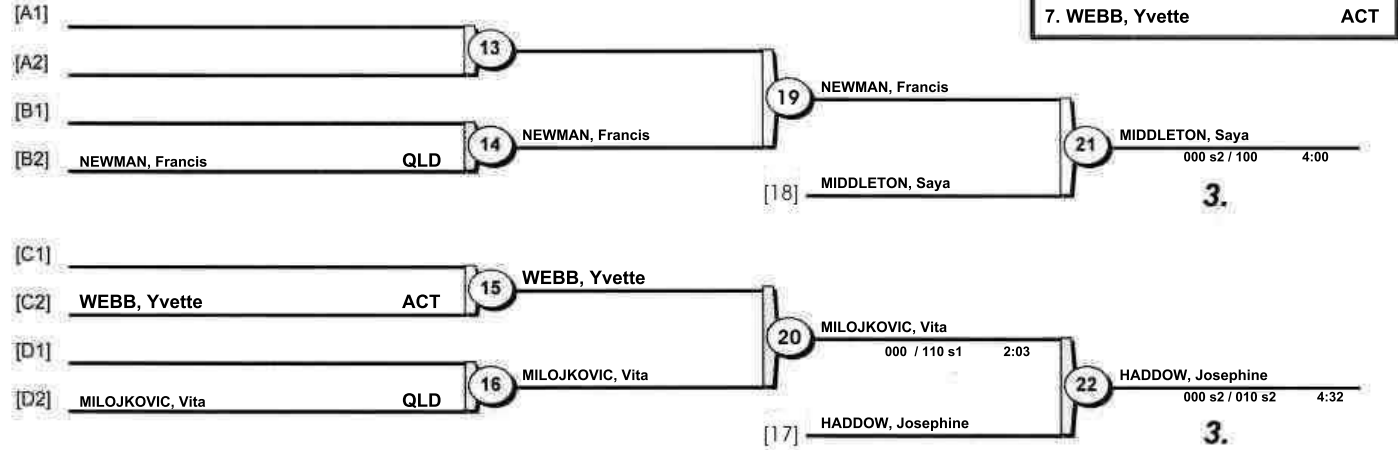 7. WEBB, Yvette ACT
[A1]
[A2]
13
[B1]
[B2] NEWMAN, Francis QLD
14
NEWMAN, Francis
19
NEWMAN, Francis
[18] MIDDLETON, Saya
21
MIDDLETON, Saya
000 s2 / 100 4:00
3.
[C1]
[C2] WEBB, Yvette ACT
15
WEBB, Yvette
[D1]
[D2] MILOJKOVIC, Vita QLD
16
MILOJKOVIC, Vita
20
MILOJKOVIC, Vita
000 / 110 s1 2:03
[17] HADDOW, Josephine
22
HADDOW, Josephine
000 s2 / 010 s2 4:32
3.